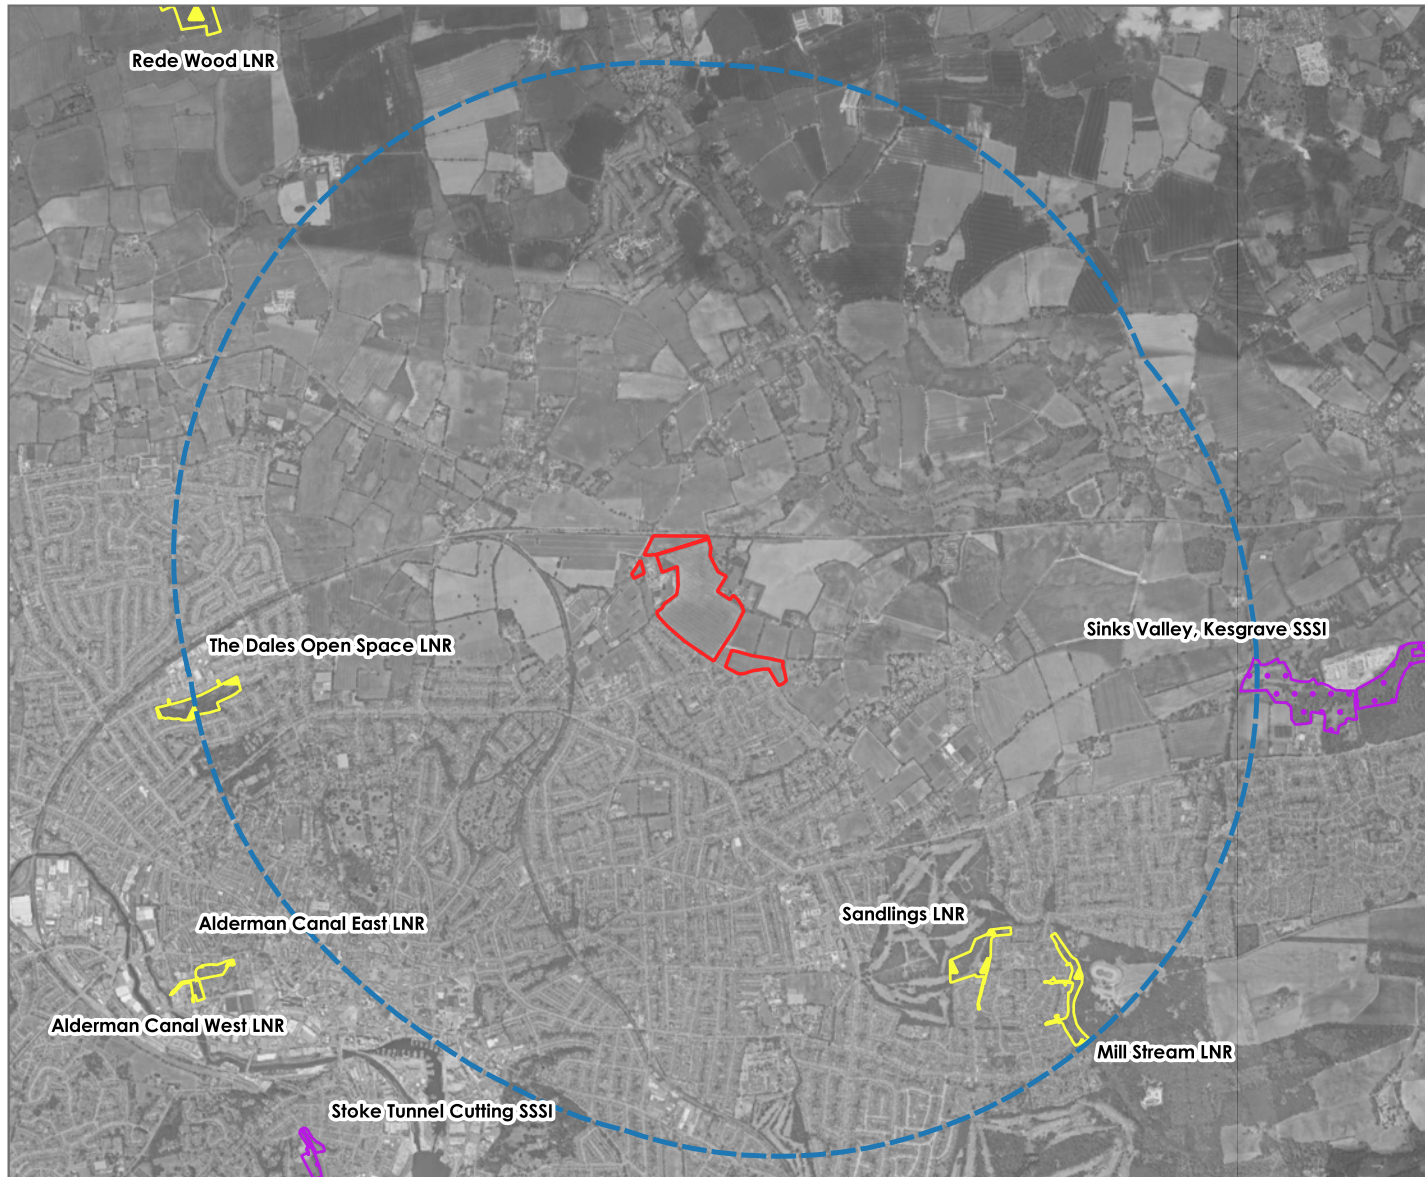 Rede Wood LNR
Sinks Valley, Kesgrave SSSI
The Dales Open Space LNR
Sandlings LNR
Alderman Canal East LNR
Alderman Canal West LNR
Mill Stream LNR
Stoke Tunnel Cutting SSSI